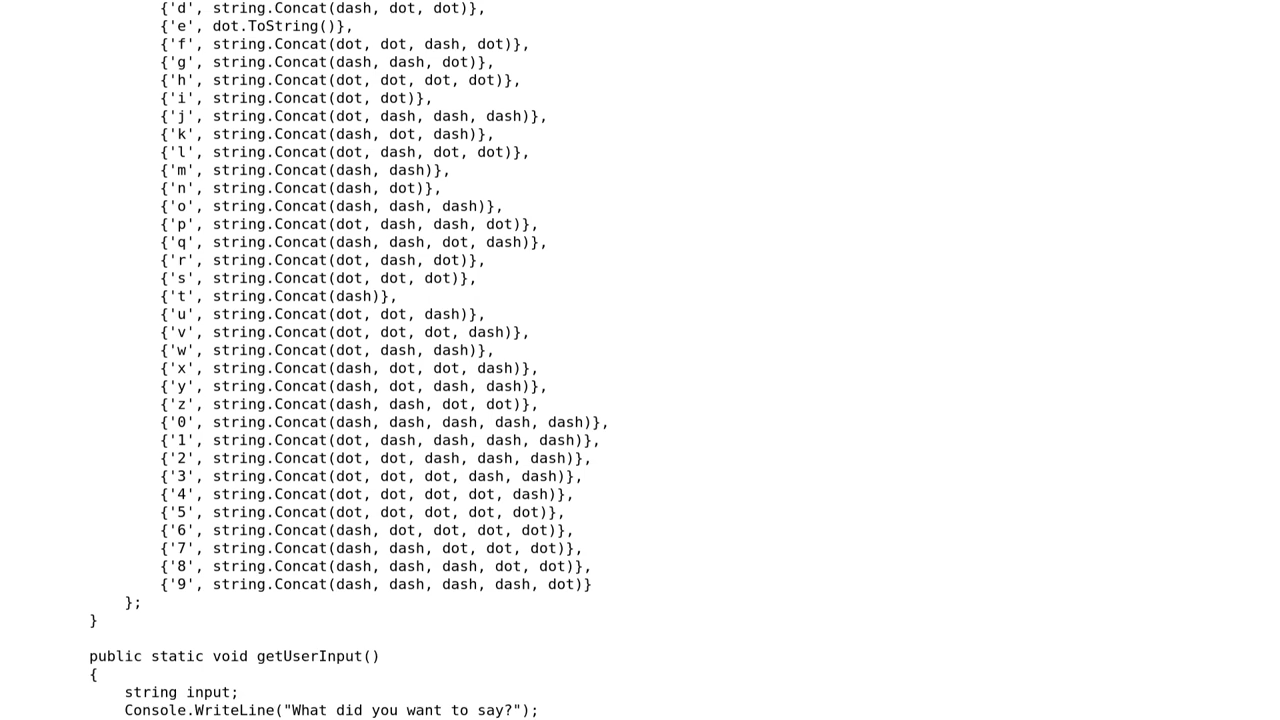 {'d', string.Concat(dash, dot, dot)},
            {'e', dot.ToString()},
            {'f', string.Concat(dot, dot, dash, dot)},
            {'g', string.Concat(dash, dash, dot)},
            {'h', string.Concat(dot, dot, dot, dot)},
            {'i', string.Concat(dot, dot)},
            {'j', string.Concat(dot, dash, dash, dash)},
            {'k', string.Concat(dash, dot, dash)},
            {'l', string.Concat(dot, dash, dot, dot)},
            {'m', string.Concat(dash, dash)},
            {'n', string.Concat(dash, dot)},
            {'o', string.Concat(dash, dash, dash)},
            {'p', string.Concat(dot, dash, dash, dot)},
            {'q', string.Concat(dash, dash, dot, dash)},
            {'r', string.Concat(dot, dash, dot)},
            {'s', string.Concat(dot, dot, dot)},
            {'t', string.Concat(dash)},
            {'u', string.Concat(dot, dot, dash)},
            {'v', string.Concat(dot, dot, dot, dash)},
            {'w', string.Concat(dot, dash, dash)},
            {'x', string.Concat(dash, dot, dot, dash)},
            {'y', string.Concat(dash, dot, dash, dash)},
            {'z', string.Concat(dash, dash, dot, dot)},
            {'0', string.Concat(dash, dash, dash, dash, dash)},
            {'1', string.Concat(dot, dash, dash, dash, dash)},
            {'2', string.Concat(dot, dot, dash, dash, dash)},
            {'3', string.Concat(dot, dot, dot, dash, dash)},
            {'4', string.Concat(dot, dot, dot, dot, dash)},
            {'5', string.Concat(dot, dot, dot, dot, dot)},
            {'6', string.Concat(dash, dot, dot, dot, dot)},
            {'7', string.Concat(dash, dash, dot, dot, dot)},
            {'8', string.Concat(dash, dash, dash, dot, dot)},
            {'9', string.Concat(dash, dash, dash, dash, dot)}
        };
    }

    public static void getUserInput()
    {
        string input;
        Console.WriteLine("What did you want to say?");